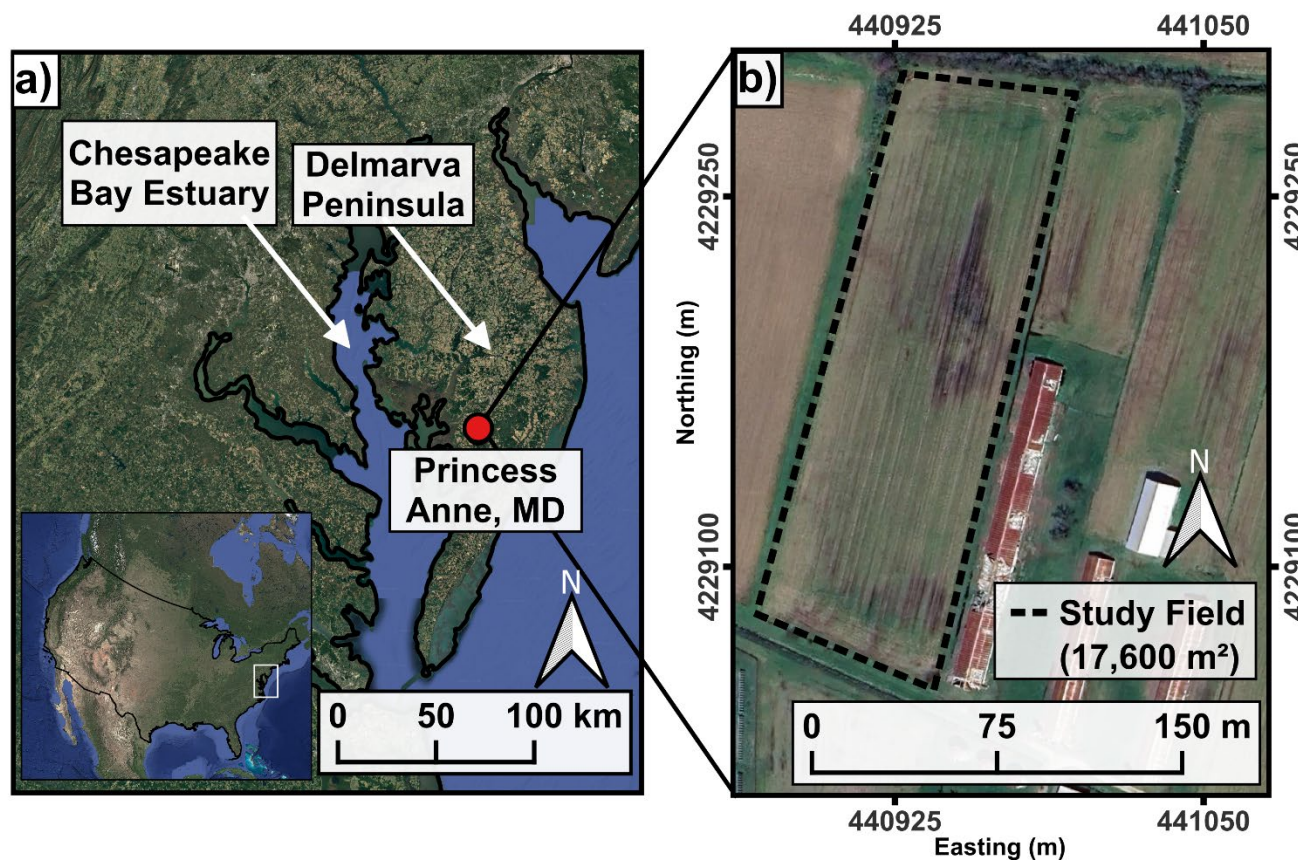 a)
Chesapeake
Bay Estuary
Delmarva
Peninsula
Princess
Anne, MD
N
0 50 100 km
440925 441050
b)
4229250
4229250
Northing (m)
4229100
4229100
N
Study Field
(17,600 m²)
0 75 150 m
440925 441050
Easting (m)